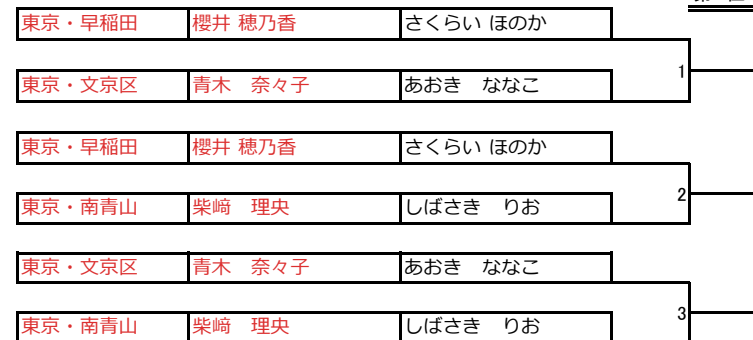 東京・早稲田 櫻井 穂乃香 さくらい ほのか
1
東京・文京区 青木　奈々子 あおき　ななこ
東京・早稲田 櫻井 穂乃香 さくらい ほのか
2
東京・南青山 柴﨑　理央 しばさき　りお
東京・文京区 青木　奈々子 あおき　ななこ
3
東京・南青山 柴﨑　理央 しばさき　りお